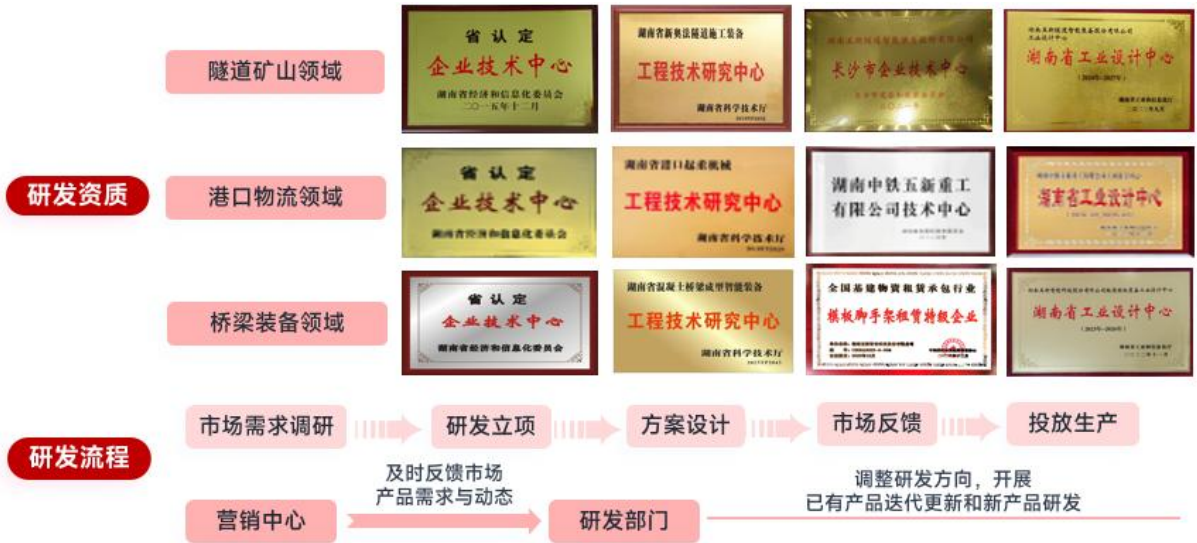 研发资质
隧道矿山领域
省认定
企业技术中心
湖南省经济和信息化委员会
二〇一五年十二月
湖南省新奥法隧道施工装备
工程技术研究中心
湖南省科学技术厅
长沙市企业技术中心
湖南省工业设计中心
港口物流领域
省认定
企业技术中心
湖南省经济和信息化委员会
湖南省港口起重机械
工程技术研究中心
湖南省科学技术厅
湖南中铁五新重工
有限公司技术中心
湖南省工业设计中心
桥梁装备领域
省认定
企业技术中心
湖南省经济和信息化委员会
湖南省混凝土桥梁成型智能装备
工程技术研究中心
湖南省科学技术厅
全国基建物资租赁承包行业
模板脚手架租赁特级企业
湖南省工业设计中心
研发流程
市场需求调研
研发立项
方案设计
市场反馈
投放生产
及时反馈市场
产品需求与动态
调整研发方向，开展
已有产品迭代更新和新产品研发
营销中心
研发部门